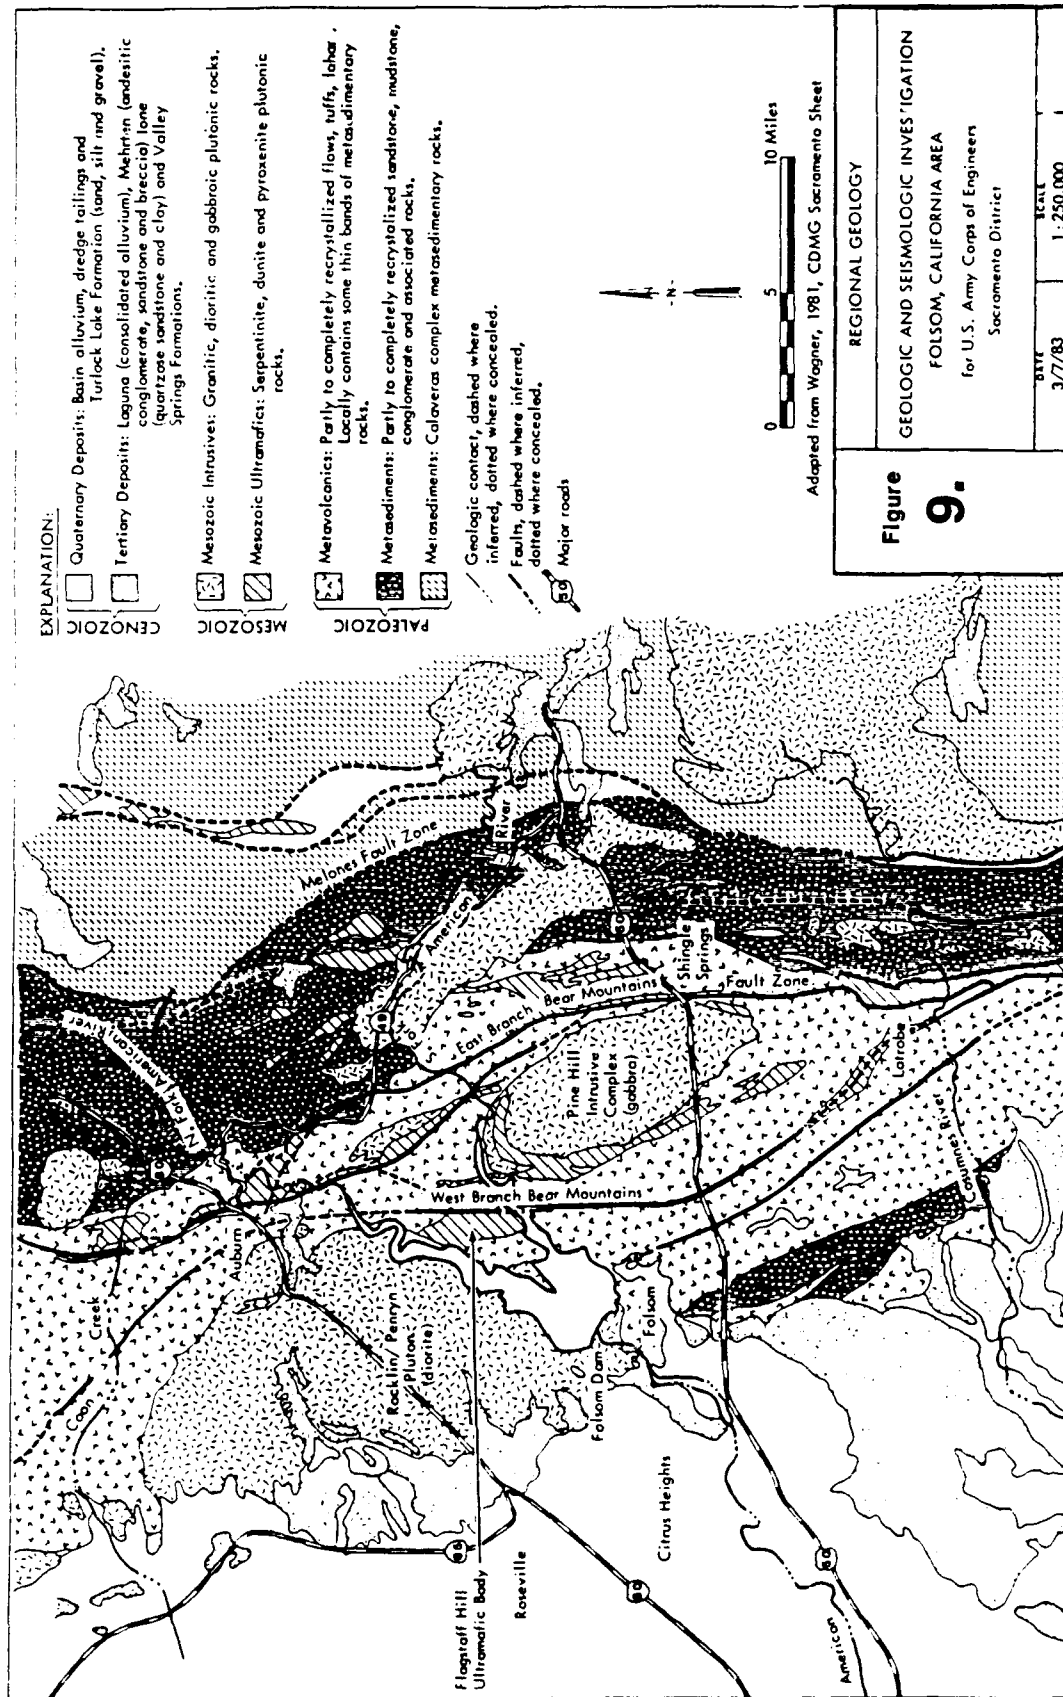 EXPLANATION:
CENOZOIC
Quaternary Deposits: Basin alluvium, dredge tailings and
Turlock Lake Formation (sand, silt and gravel).
Tertiary Deposits: Laguna (consolidated alluvium), Mehrten (andesitic
conglomerate, sandstone and breccia) Ione
(quartzose sandstone and clay) and Valley
Springs Formations.
MESOZOIC
Mesozoic Intrusives: Granitic, dioritic and gabbroic plutonic rocks.
Mesozoic Ultramafics: Serpentinite, dunite and pyroxenite plutonic
rocks.
PALEOZOIC
Metavolcanics: Partly to completely recrystallized flows, tuffs, lahar.
Locally contains some thin bands of metasedimentary
rocks.
Metasediments: Partly to completely recrystalized sandstone, mudstone,
conglomerate and associated rocks.
Metasediments: Calaveras complex metasedimentary rocks.
Geologic contact, dashed where
inferred, dotted where concealed.
Faults, dashed where inferred,
dotted where concealed.
50
Major roads
-N-
0 5 10 Miles
Adapted from Wagner, 1981, CDMG Sacramento Sheet
Figure
9.
REGIONAL GEOLOGY
GEOLOGIC AND SEISMOLOGIC INVESTIGATION
FOLSOM, CALIFORNIA AREA
for U.S. Army Corps of Engineers
Sacramento District
DATE
3/7/83
SCALE
1:250,000
Melones Fault Zone
N. Fork (American River)
S. Fork American River
49
East Branch Bear Mountains Fault Zone
Shingle
Springs
50
Pine Hill
Intrusive
Complex
(gabbro)
Latrobe
Cosumnes River
West Branch Bear Mountains
Auburn
80
Coon Creek
Rocklin/Penryn
Pluton
(diorite)
Folsom Dam
Folsom
Flagstaff Hill
Ultramafic Body
65
Roseville
Citrus Heights
80
50
American